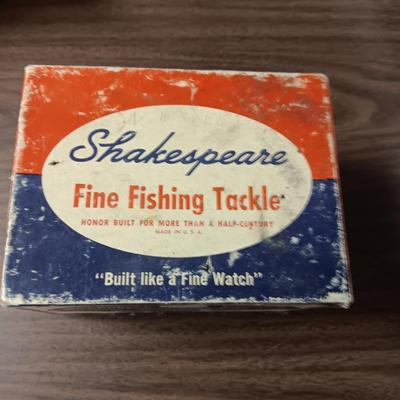 Shakespeare
Fine Fishing Tackle
HONOR BUILT FOR MORE THAN A HALF-CENTURY
MADE IN U. S. A.
"Built like a Fine Watch"